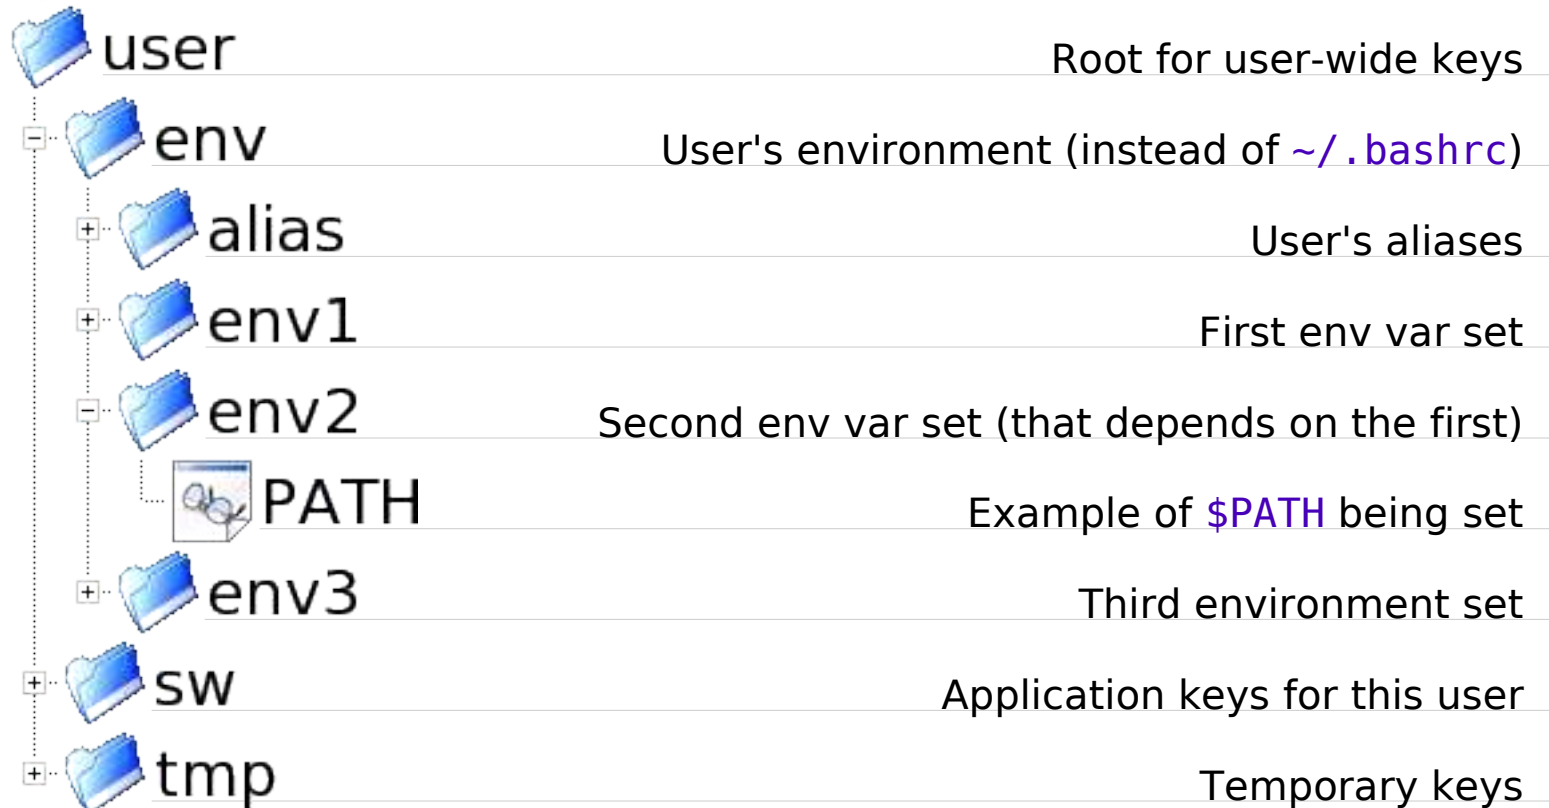 user Root for user-wide keys
env User's environment (instead of ~/.bashrc)
alias User's aliases
env1 First env var set
env2 Second env var set (that depends on the first)
PATH Example of $PATH being set
env3 Third environment set
sw Application keys for this user
tmp Temporary keys